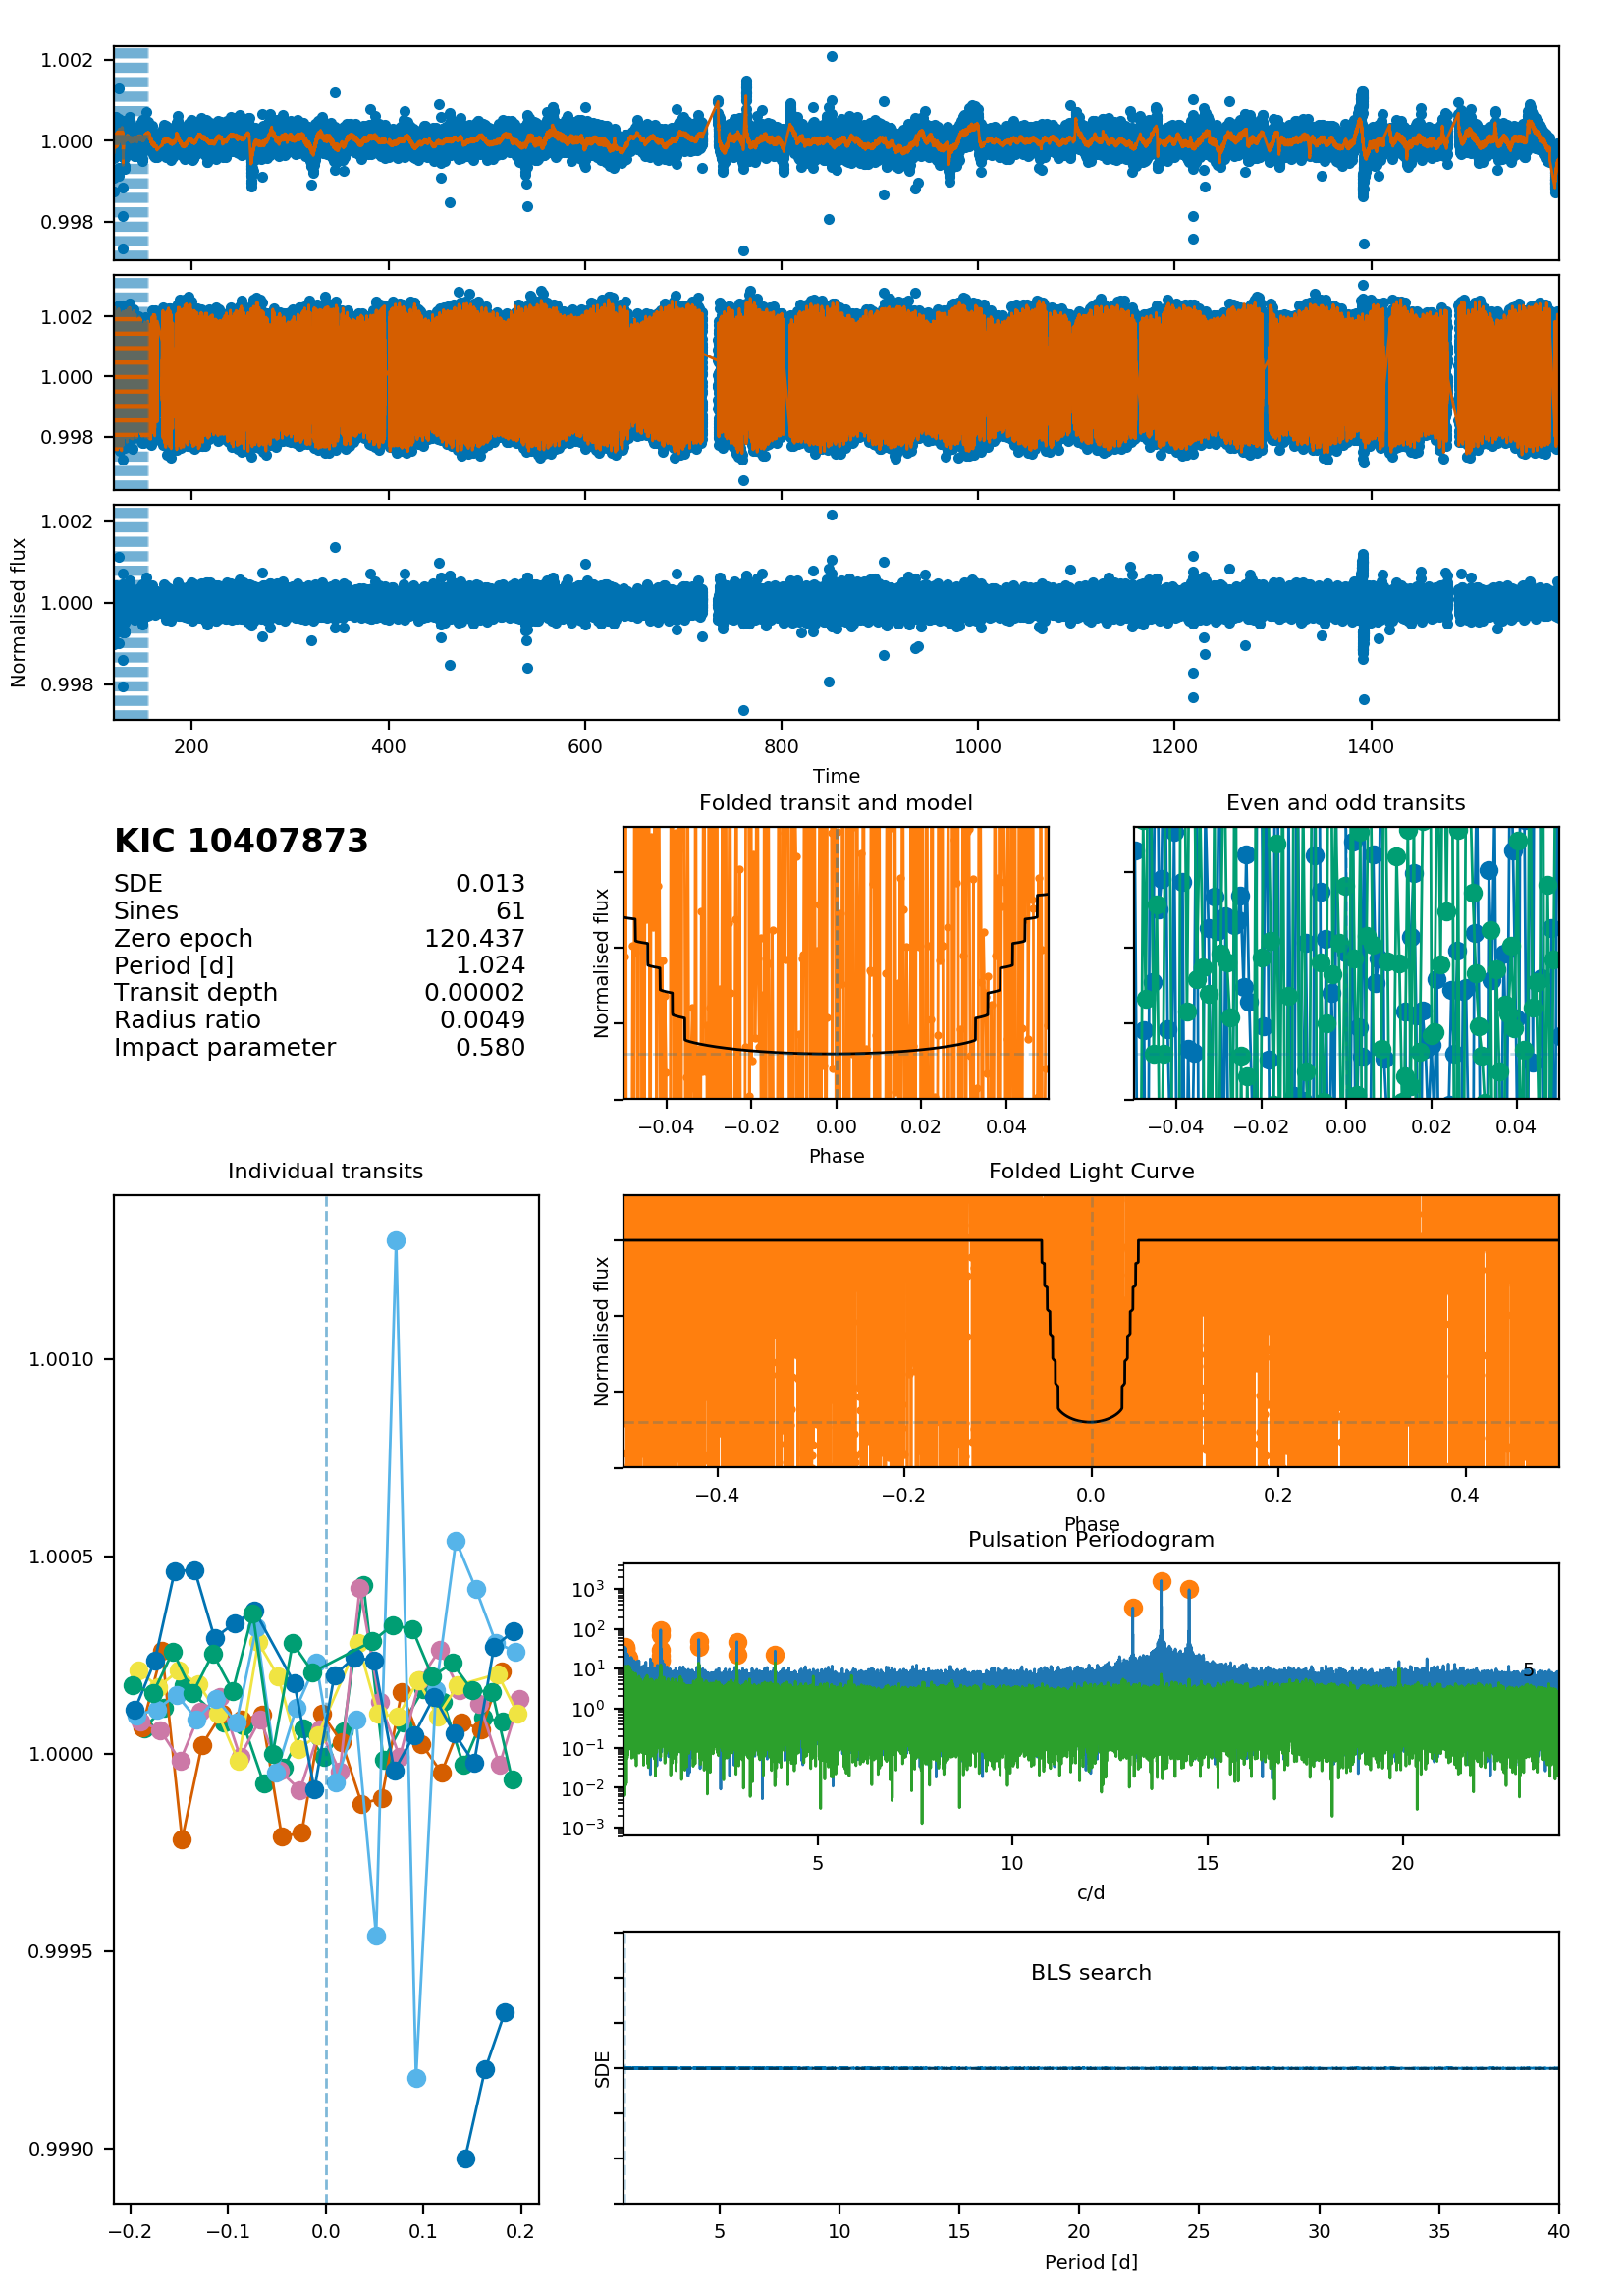 1.002
1.000
0.998
1.002
1.000
0.998
1.002
1.000
0.998
Normalised flux
200 400 600 800 1000 1200 1400
Time
KIC 10407873
SDE 0.013
Sines 61
Zero epoch 120.437
Period [d] 1.024
Transit depth 0.00002
Radius ratio 0.0049
Impact parameter 0.580
Folded transit and model
Normalised flux
−0.04 −0.02 0.00 0.02 0.04
Phase
Even and odd transits
−0.04 −0.02 0.00 0.02 0.04
Individual transits
1.0010
1.0005
1.0000
0.9995
0.9990
−0.2 −0.1 0.0 0.1 0.2
Folded Light Curve
Normalised flux
−0.4 −0.2 0.0 0.2 0.4
Phase
Pulsation Periodogram
10³
10²
10¹
10⁰
10⁻¹
10⁻²
10⁻³
5
5 10 15 20
c/d
BLS search
SDE
5 10 15 20 25 30 35 40
Period [d]